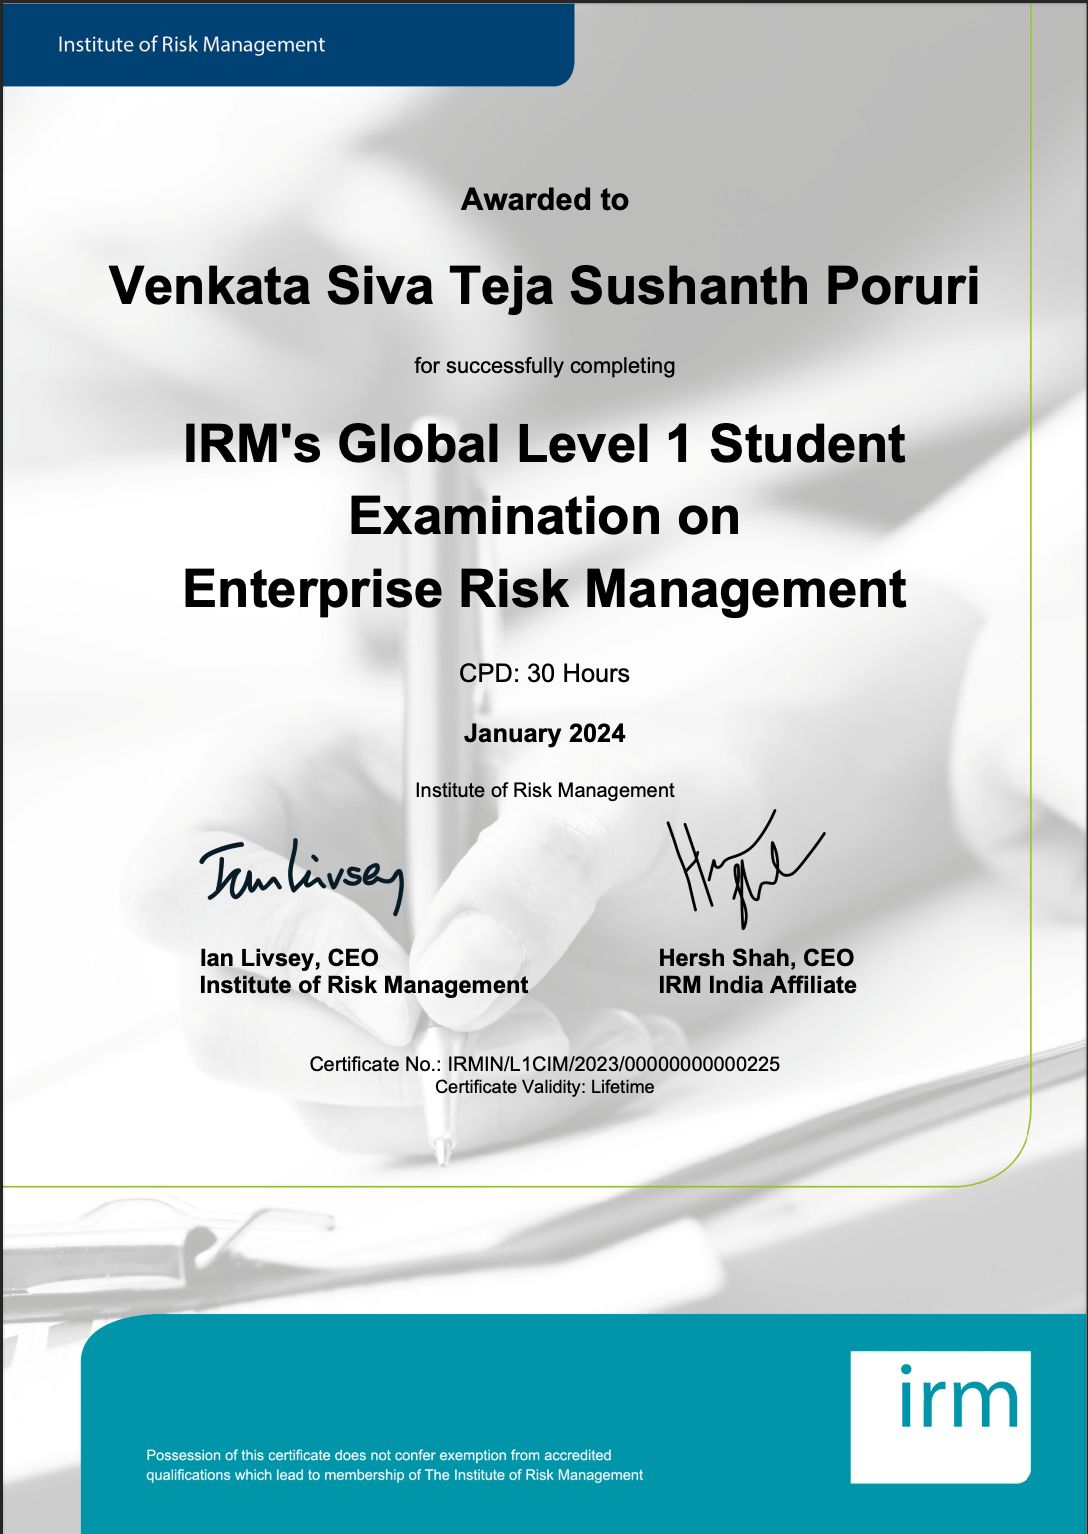 Institute of Risk Management
Awarded to
Venkata Siva Teja Sushanth Poruri
for successfully completing
IRM's Global Level 1 Student
Examination on
Enterprise Risk Management
CPD: 30 Hours
January 2024
Institute of Risk Management
Ian Livsey
Ian Livsey, CEO
Institute of Risk Management
Hersh Shah, CEO
IRM India Affiliate
Certificate No.: IRMIN/L1CIM/2023/00000000000225
Certificate Validity: Lifetime
irm
Possession of this certificate does not confer exemption from accredited
qualifications which lead to membership of The Institute of Risk Management